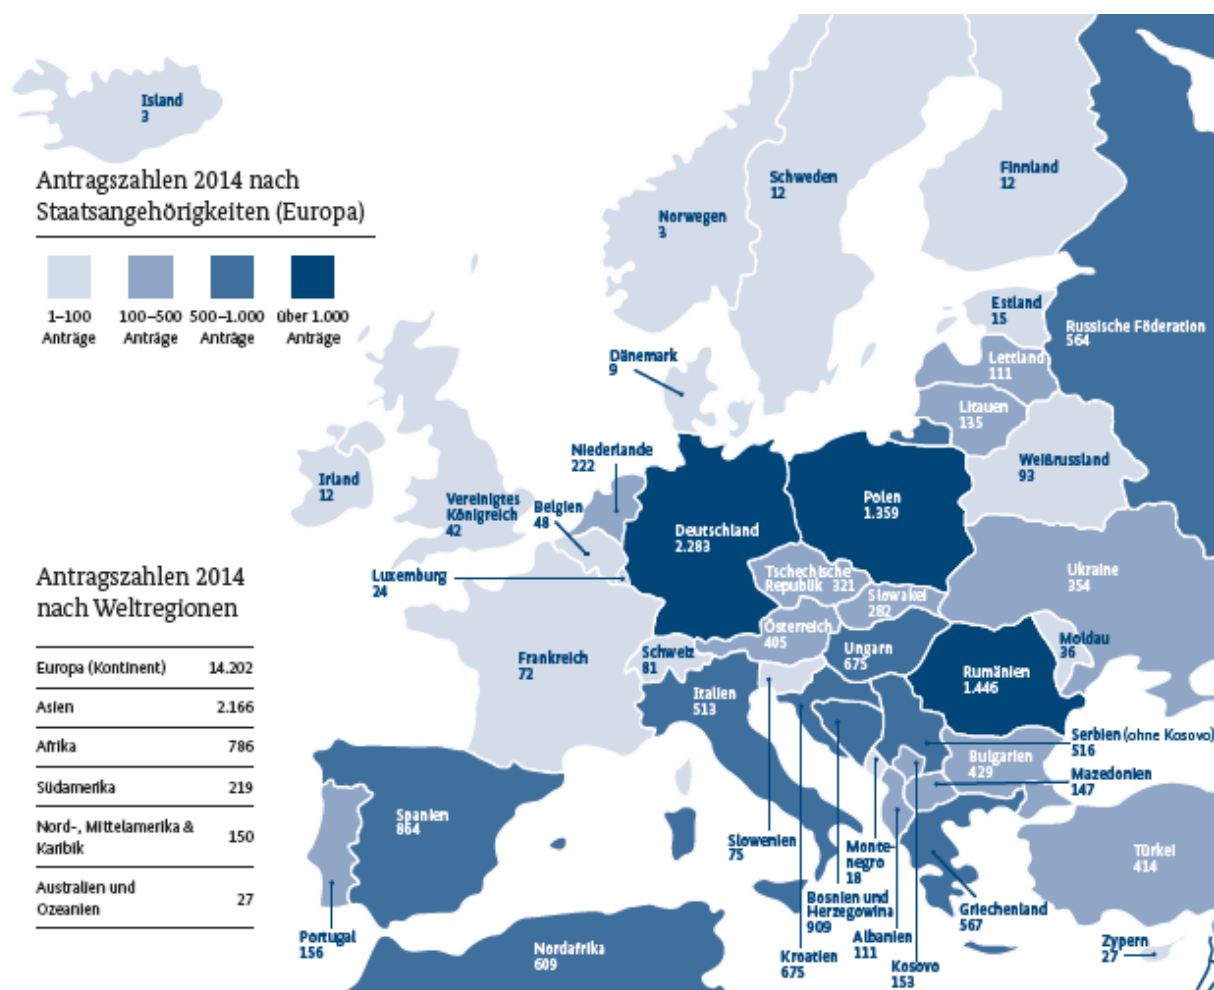 Island
3
Antragszahlen 2014 nach
Staatsangehörigkeiten (Europa)
1–100
Anträge
100–500
Anträge
500–1.000
Anträge
über 1.000
Anträge
Norwegen
3
Schweden
12
Finnland
12
Estland
15
Russische Föderation
564
Lettland
111
Litauen
135
Dänemark
9
Weißrussland
93
Irland
12
Vereinigtes
Königreich
42
Niederlande
222
Belgien
48
Luxemburg
24
Deutschland
2.283
Polen
1.359
Tschechische
Republik 321
Slowakei
282
Ukraine
354
Österreich
405
Ungarn
675
Moldau
36
Rumänien
1.446
Frankreich
72
Schweiz
81
Italien
513
Serbien (ohne Kosovo)
516
Bulgarien
429
Mazedonien
147
Spanien
864
Portugal
156
Slowenien
75
Monte-
negro
18
Bosnien und
Herzegowina
909
Kroatien
675
Albanien
111
Kosovo
153
Griechenland
567
Türkei
414
Zypern
27
Nordafrika
609
Antragszahlen 2014
nach Weltregionen
Europa (Kontinent) 14.202
Asien 2.166
Afrika 786
Südamerika 219
Nord-, Mittelamerika &
Karibik 150
Australien und
Ozeanien 27